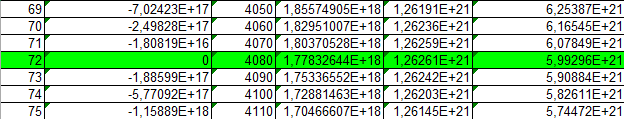 69 -7,02423E+17 4050 1,85574905E+18 1,26191E+21 6,25387E+21
70 -2,49828E+17 4060 1,82951007E+18 1,26236E+21 6,16545E+21
71 -1,80819E+16 4070 1,80370528E+18 1,26259E+21 6,07849E+21
72 0 4080 1,77832644E+18 1,26261E+21 5,99296E+21
73 -1,88599E+17 4090 1,75336552E+18 1,26242E+21 5,90884E+21
74 -5,77092E+17 4100 1,72881463E+18 1,26203E+21 5,82611E+21
75 -1,15889E+18 4110 1,70466607E+18 1,26145E+21 5,74472E+21